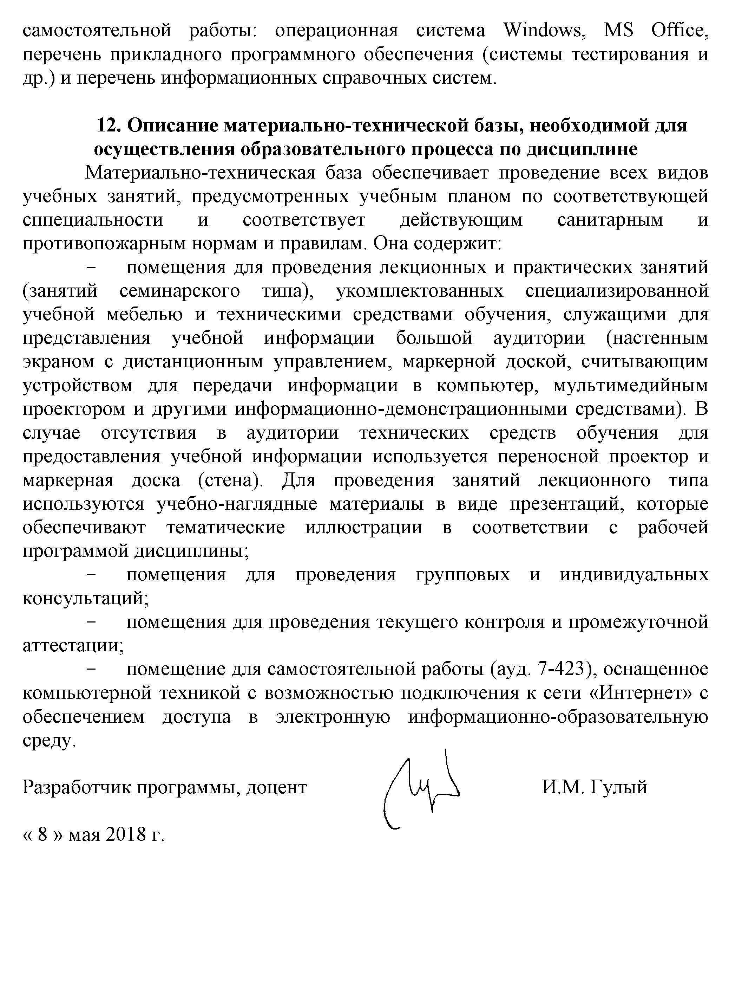 самостоятельной работы: операционная система Windows, MS Office,
перечень прикладного программного обеспечения (системы тестирования и
др.) и перечень информационных справочных систем.
12. Описание материально-технической базы, необходимой для
осуществления образовательного процесса по дисциплине
Материально-техническая база обеспечивает проведение всех видов
учебных занятий, предусмотренных учебным планом по соответствующей
сппециальности и соответствует действующим санитарным и
противопожарным нормам и правилам. Она содержит:
− помещения для проведения лекционных и практических занятий
(занятий семинарского типа), укомплектованных специализированной
учебной мебелью и техническими средствами обучения, служащими для
представления учебной информации большой аудитории (настенным
экраном с дистанционным управлением, маркерной доской, считывающим
устройством для передачи информации в компьютер, мультимедийным
проектором и другими информационно-демонстрационными средствами). В
случае отсутствия в аудитории технических средств обучения для
предоставления учебной информации используется переносной проектор и
маркерная доска (стена). Для проведения занятий лекционного типа
используются учебно-наглядные материалы в виде презентаций, которые
обеспечивают тематические иллюстрации в соответствии с рабочей
программой дисциплины;
− помещения для проведения групповых и индивидуальных
консультаций;
− помещения для проведения текущего контроля и промежуточной
аттестации;
− помещение для самостоятельной работы (ауд. 7-423), оснащенное
компьютерной техникой с возможностью подключения к сети «Интернет» с
обеспечением доступа в электронную информационно-образовательную
среду.
Разработчик программы, доцент И.М. Гулый
« 8 » мая 2018 г.